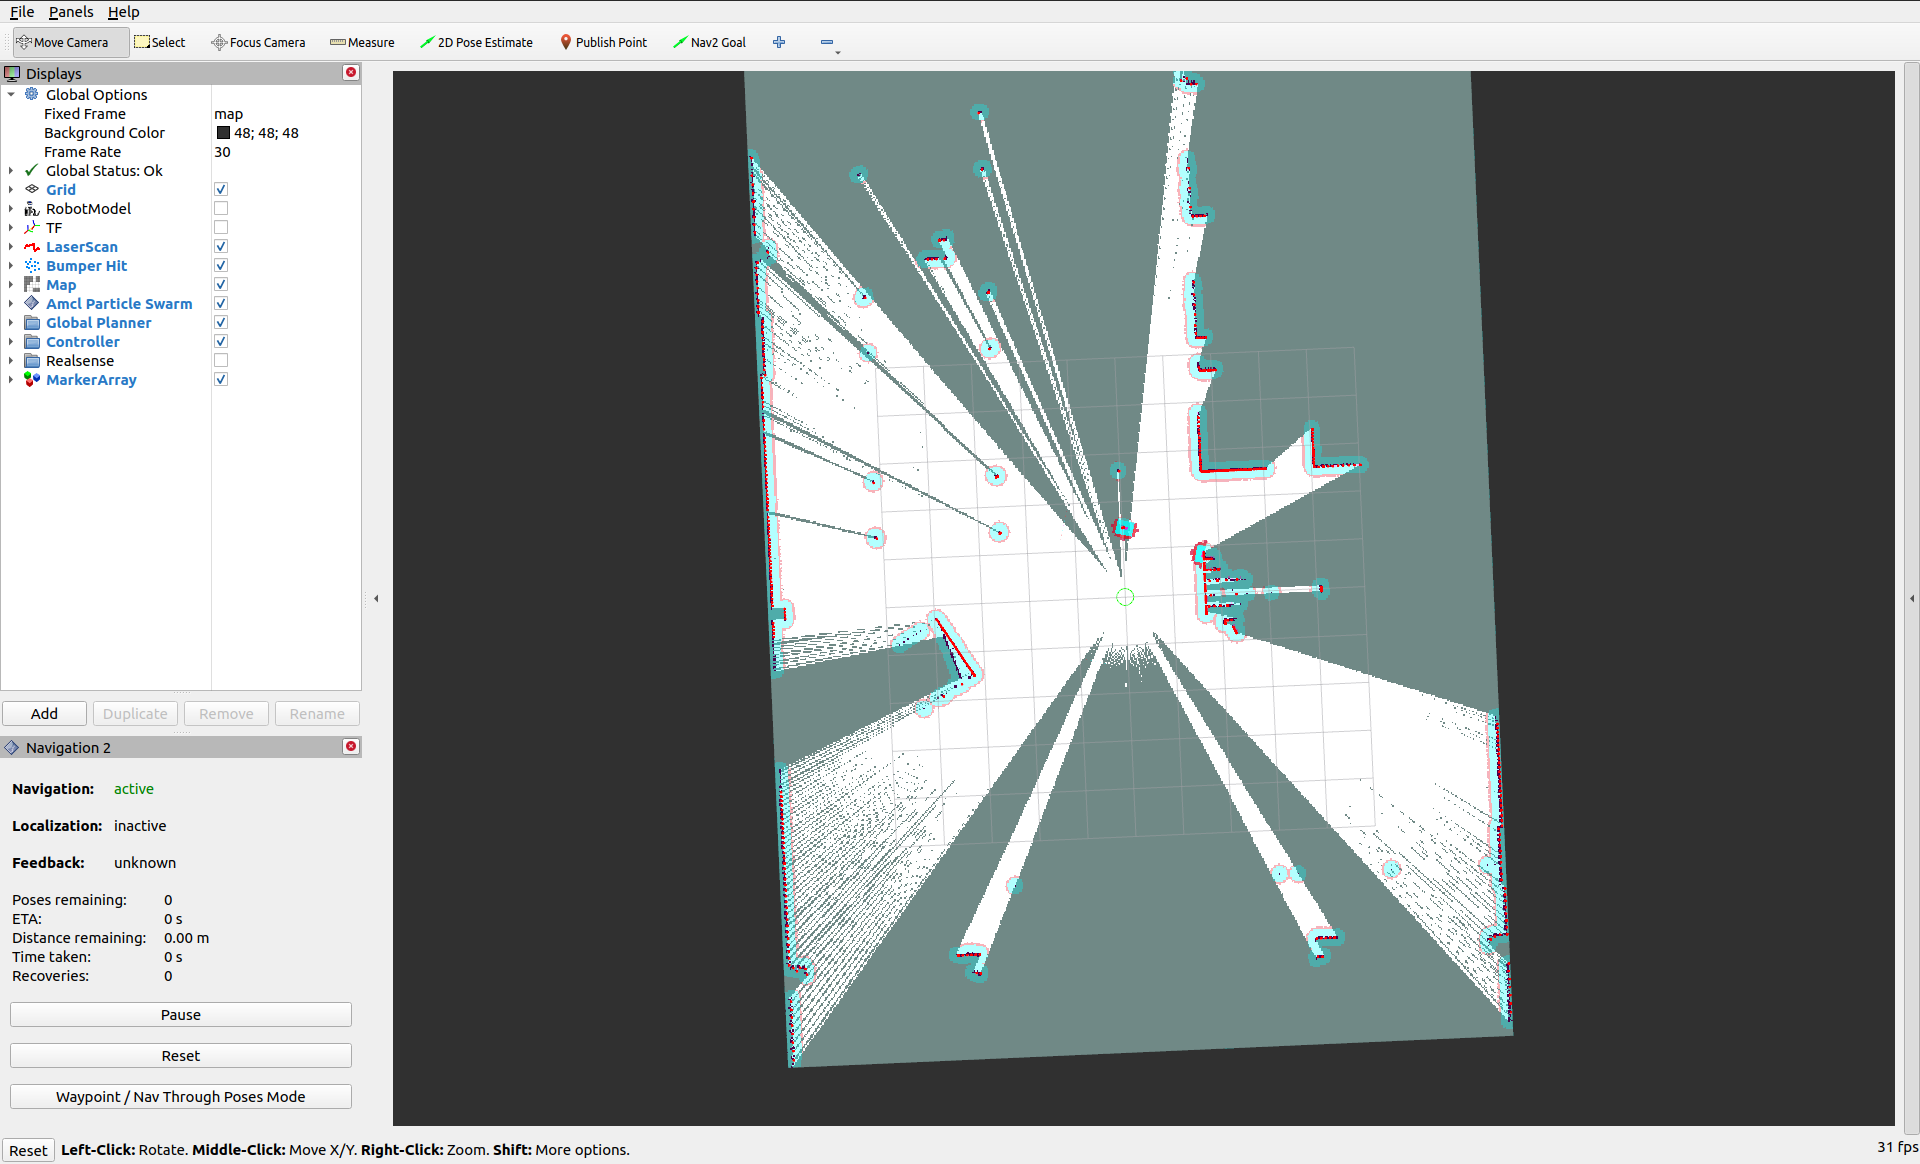 File Panels Help
Move Camera Select Focus Camera Measure 2D Pose Estimate Publish Point Nav2 Goal
Displays
Global Options
Fixed Frame map
Background Color 48; 48; 48
Frame Rate 30
Global Status: Ok
Grid
RobotModel
TF
LaserScan
Bumper Hit
Map
Amcl Particle Swarm
Global Planner
Controller
Realsense
MarkerArray
Add Duplicate Remove Rename
Navigation 2
Navigation: active
Localization: inactive
Feedback: unknown
Poses remaining: 0
ETA: 0 s
Distance remaining: 0.00 m
Time taken: 0 s
Recoveries: 0
Pause
Reset
Waypoint / Nav Through Poses Mode
Reset Left-Click: Rotate. Middle-Click: Move X/Y. Right-Click: Zoom. Shift: More options. 31 fps